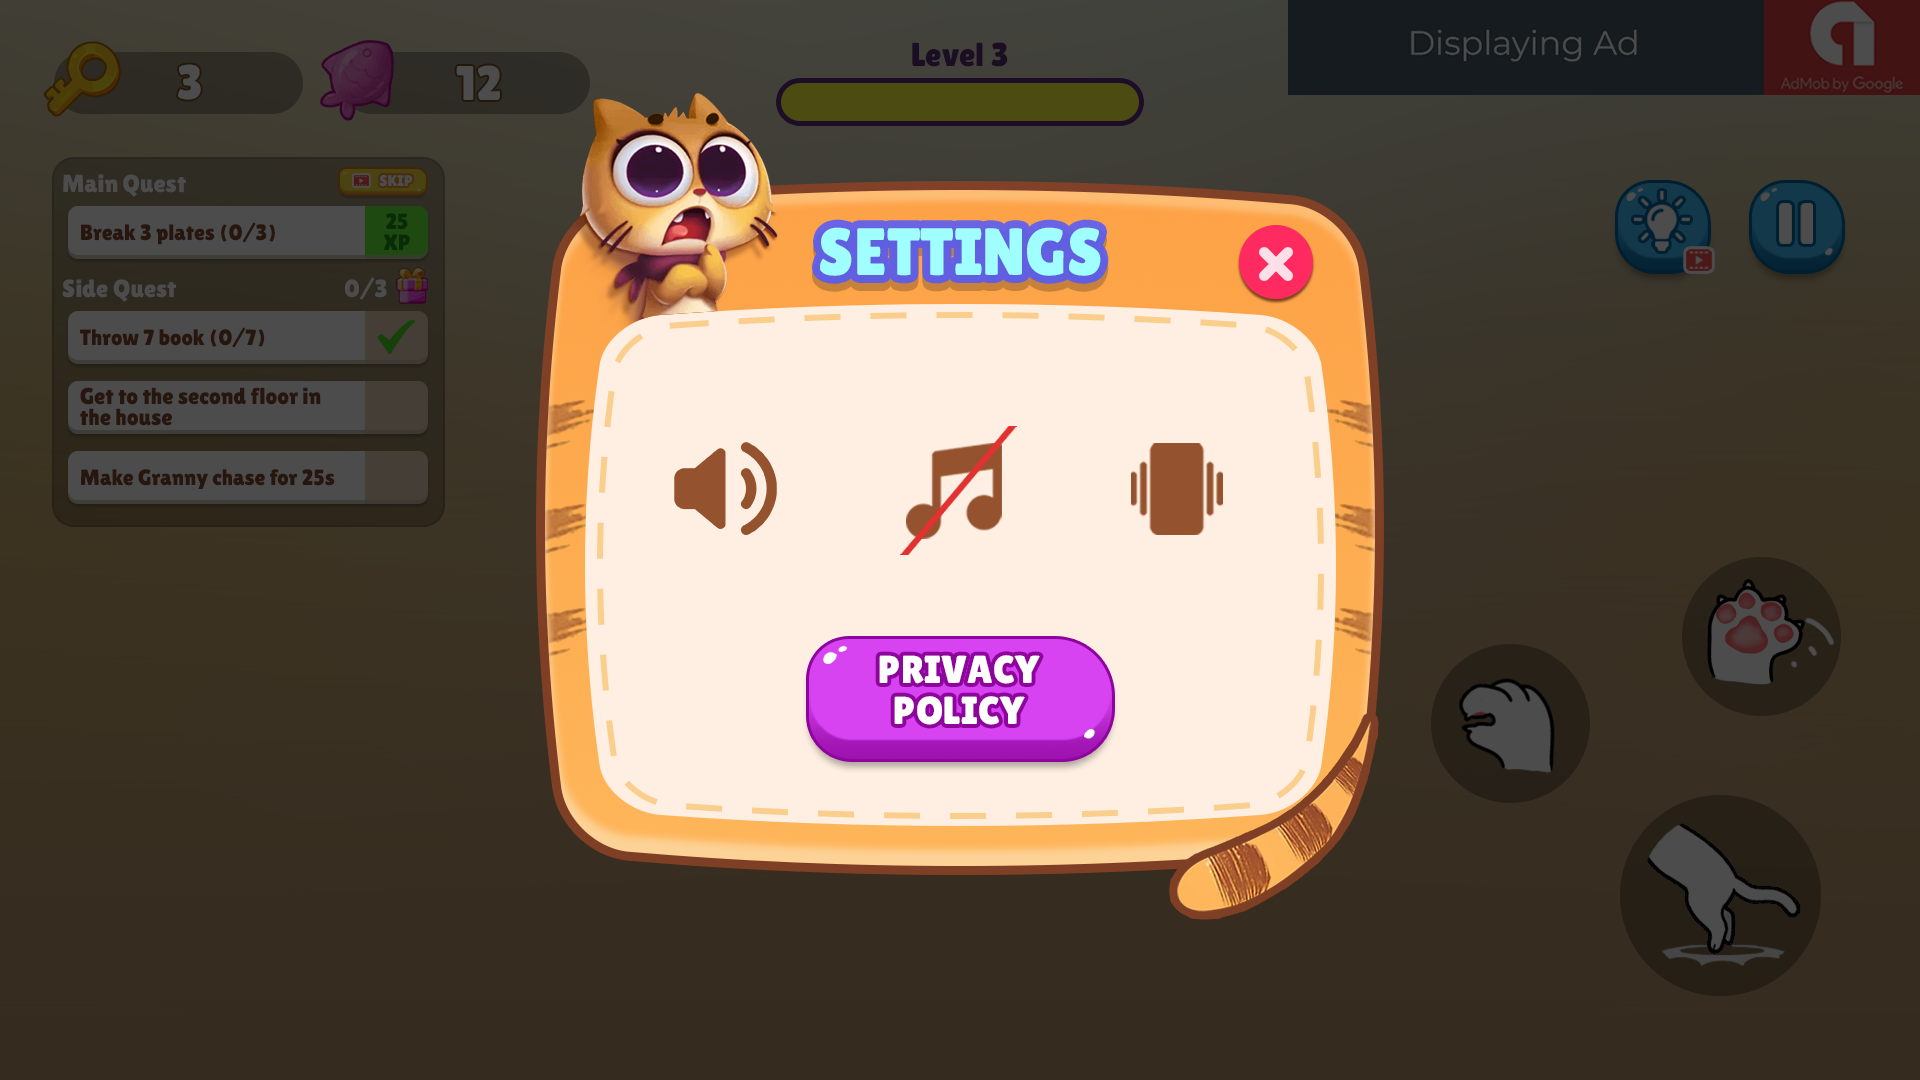 3
12
Level 3
Displaying Ad
AdMob by Google
Main Quest
SKIP
Break 3 plates (0/3)
25
XP
Side Quest
0/3
Throw 7 book (0/7)
Get to the second floor in
the house
Make Granny chase for 25s
SETTINGS
PRIVACY
POLICY